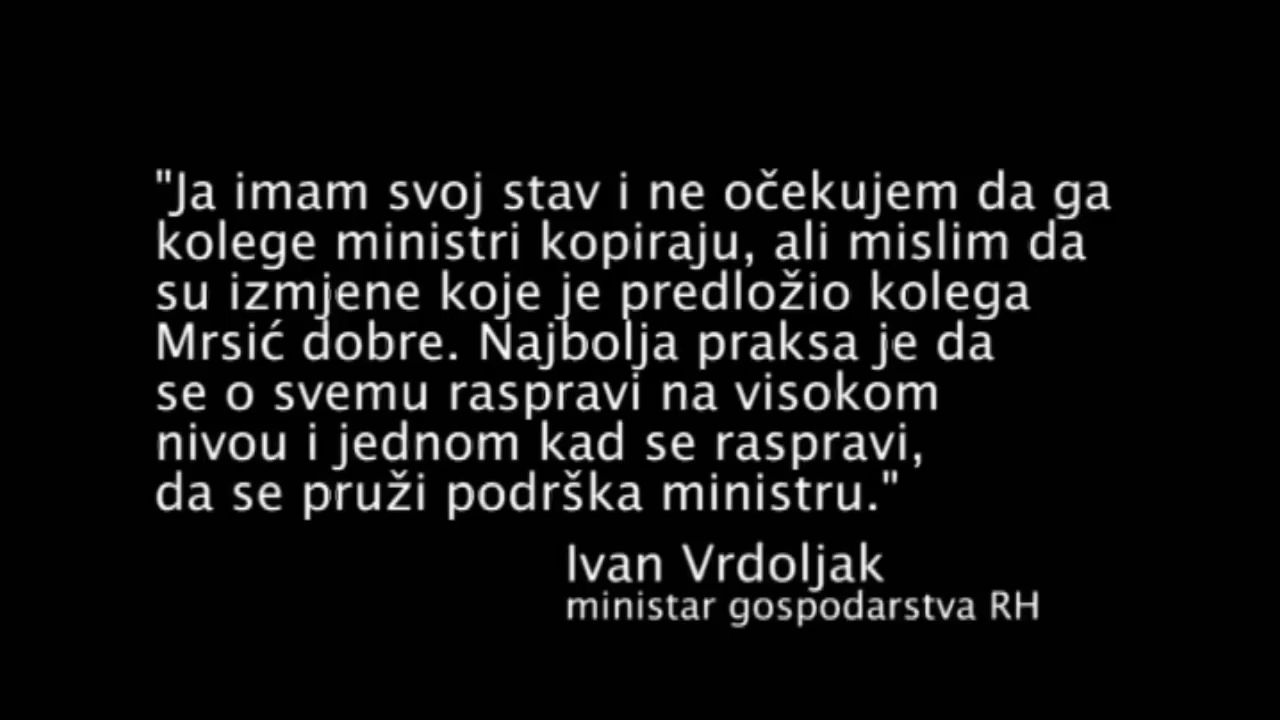 "Ja imam svoj stav i ne očekujem da ga
kolege ministri kopiraju, ali mislim da
su izmjene koje je predložio kolega
Mrsić dobre. Najbolja praksa je da
se o svemu raspravi na visokom
nivou i jednom kad se raspravi,
da se pruži podrška ministru."
Ivan Vrdoljak
ministar gospodarstva RH